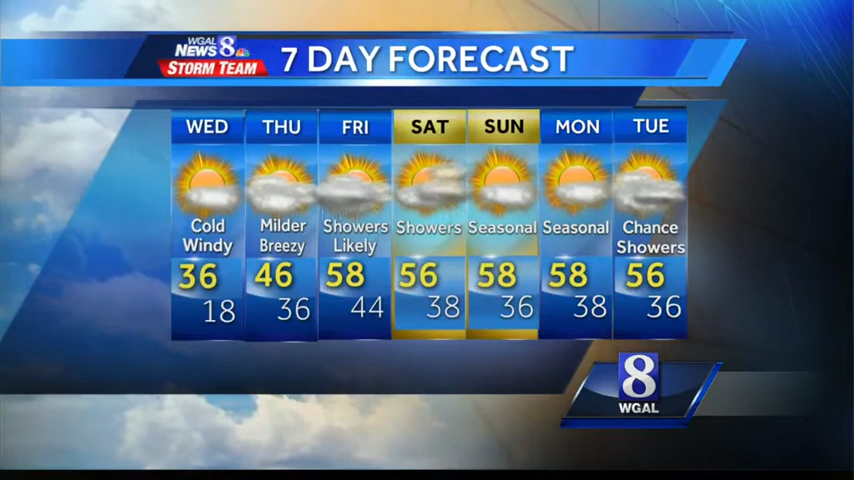 WGAL
NEWS 8
STORM TEAM
7 DAY FORECAST
WED THU FRI SAT SUN MON TUE
Cold Milder Showers Showers Seasonal Seasonal Chance
Windy Breezy Likely Showers
36 46 58 56 58 58 56
18 36 44 38 36 38 36
8
WGAL